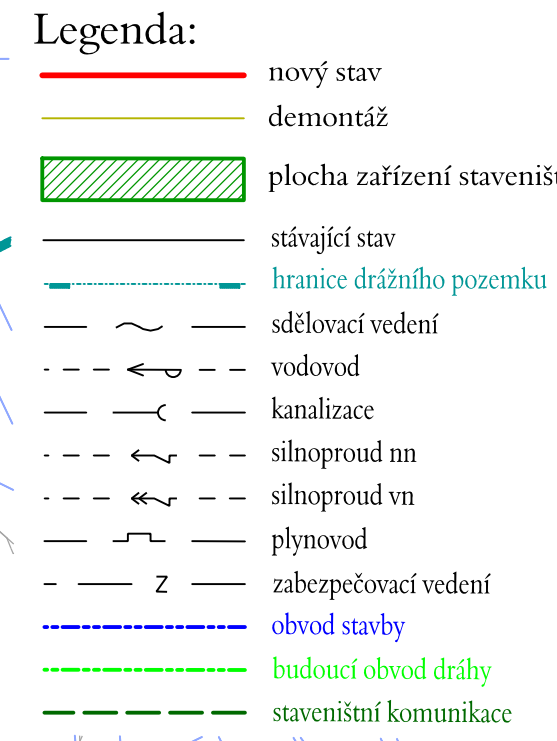 Legenda:
nový stav
demontáž
plocha zařízení
stávající stav
hranice drážního pozemku
sdělovací vedení
vodovod
kanalizace
silnoproud nn
silnoproud vn
plynovod
Z zabezpečovací vedení
obvod stavby
budoucí obvod dráhy
staveništní komunikace